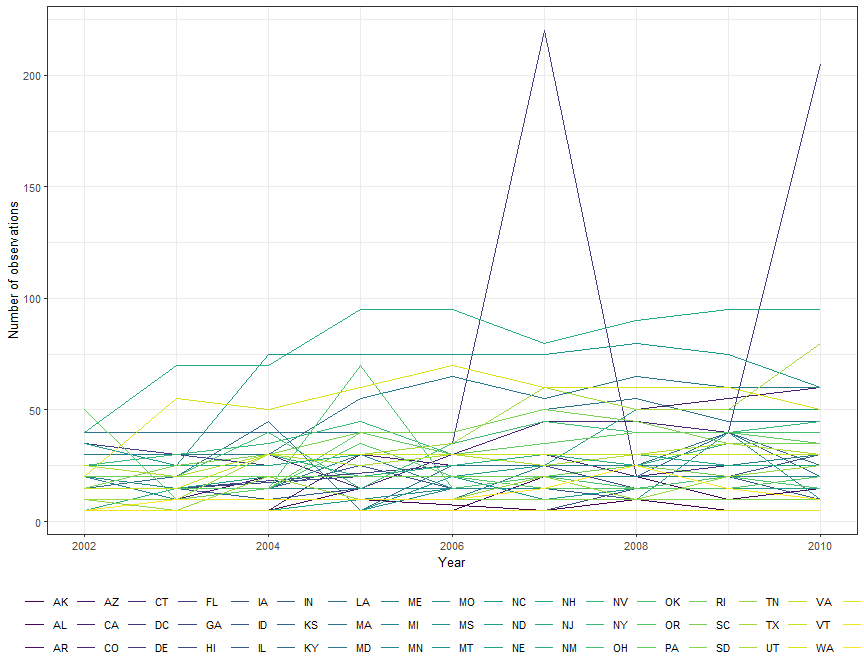 200
150
100
50
0
Number of observations
2002 2004 2006 2008 2010
Year
AK AZ CT FL IA IN LA ME MO NC NH NV OK RI TN VA
AL CA DC GA ID KS MA MI MS ND NJ NY OR SC TX VT
AR CO DE HI IL KY MD MN MT NE NM OH PA SD UT WA